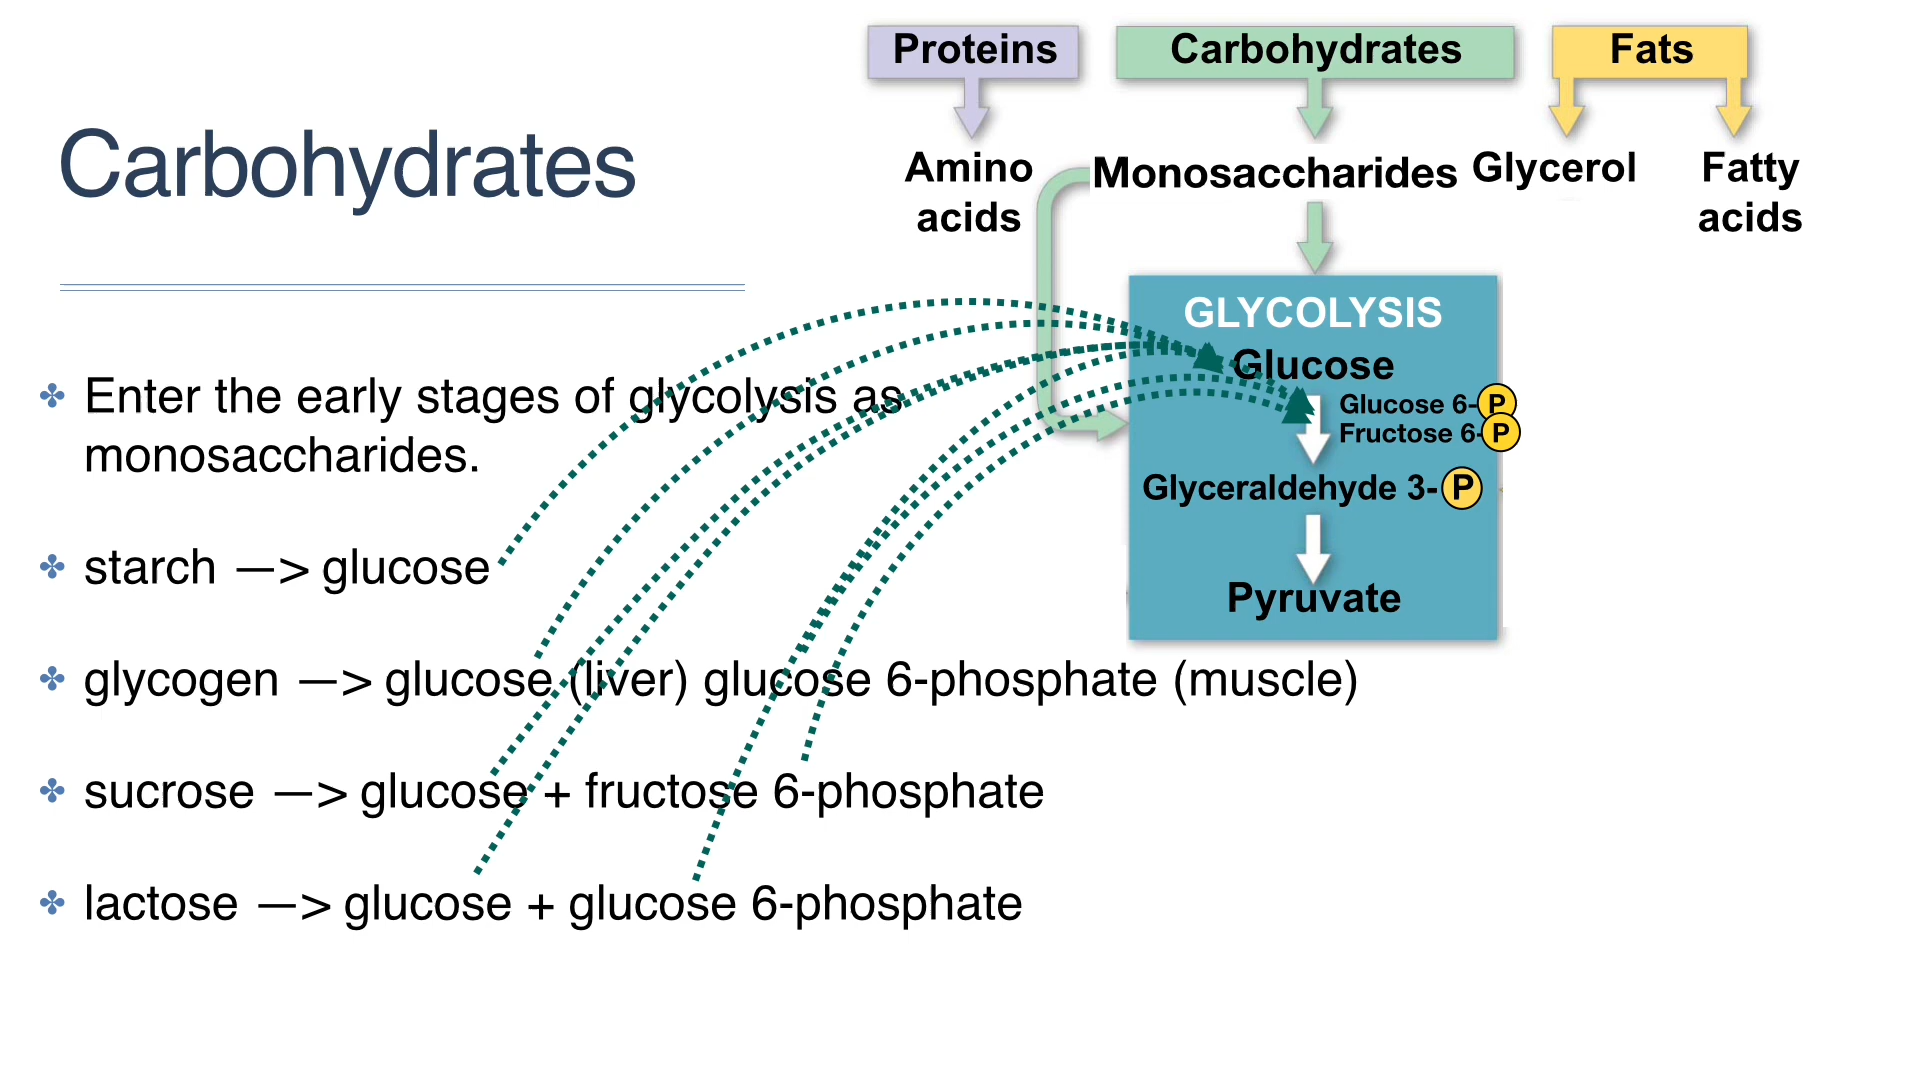 Proteins
Carbohydrates
Fats
Carbohydrates
Amino
acids
Monosaccharides
Glycerol
Fatty
acids
GLYCOLYSIS
Glucose
Glucose 6-P
Fructose 6-P
Glyceraldehyde 3-P
Pyruvate
Enter the early stages of glycolysis as
monosaccharides.
starch —> glucose
glycogen —> glucose (liver) glucose 6-phosphate (muscle)
sucrose —> glucose + fructose 6-phosphate
lactose —> glucose + glucose 6-phosphate